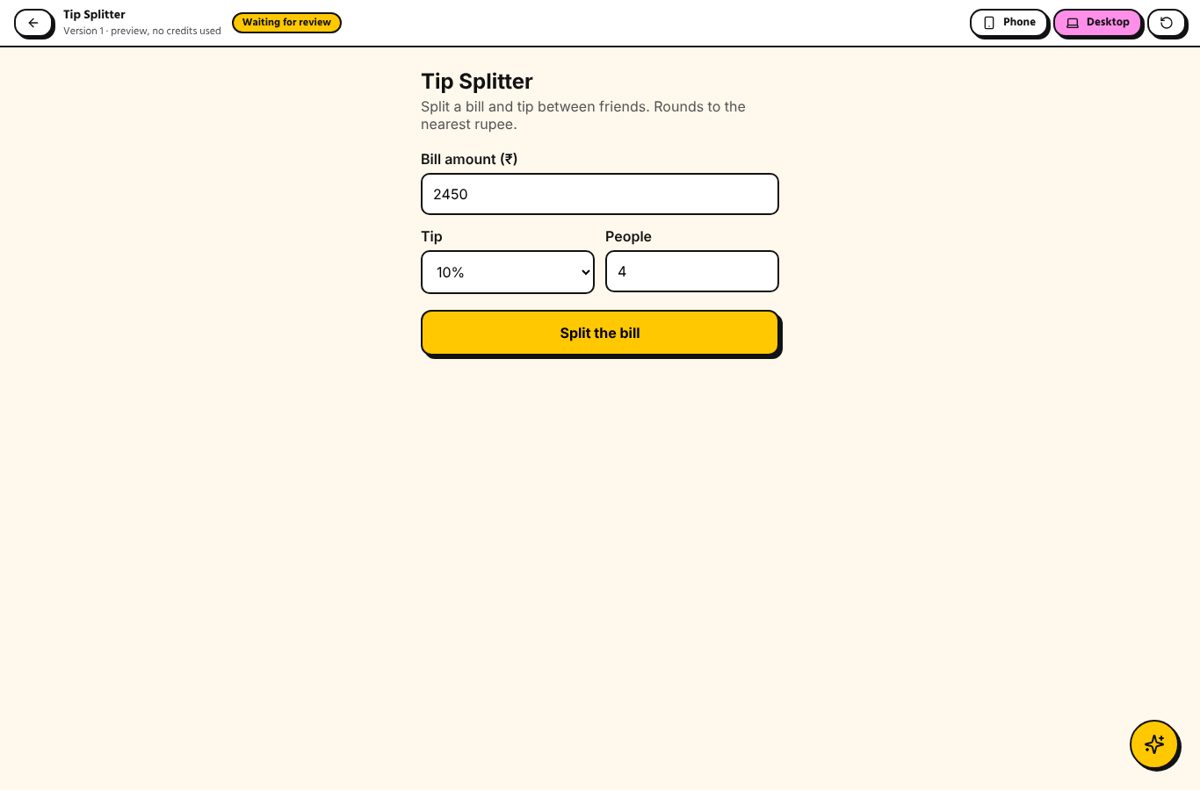 Tip Splitter
Version 1 · preview, no credits used
Waiting for review
Phone
Desktop
Tip Splitter
Split a bill and tip between friends. Rounds to the
nearest rupee.
Bill amount (₹)
2450
Tip
People
10%
4
Split the bill